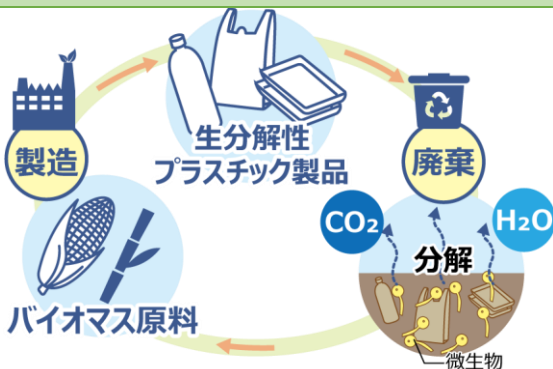 製造
生分解性
プラスチック製品
廃棄
CO₂
H₂O
分解
バイオマス原料
微生物